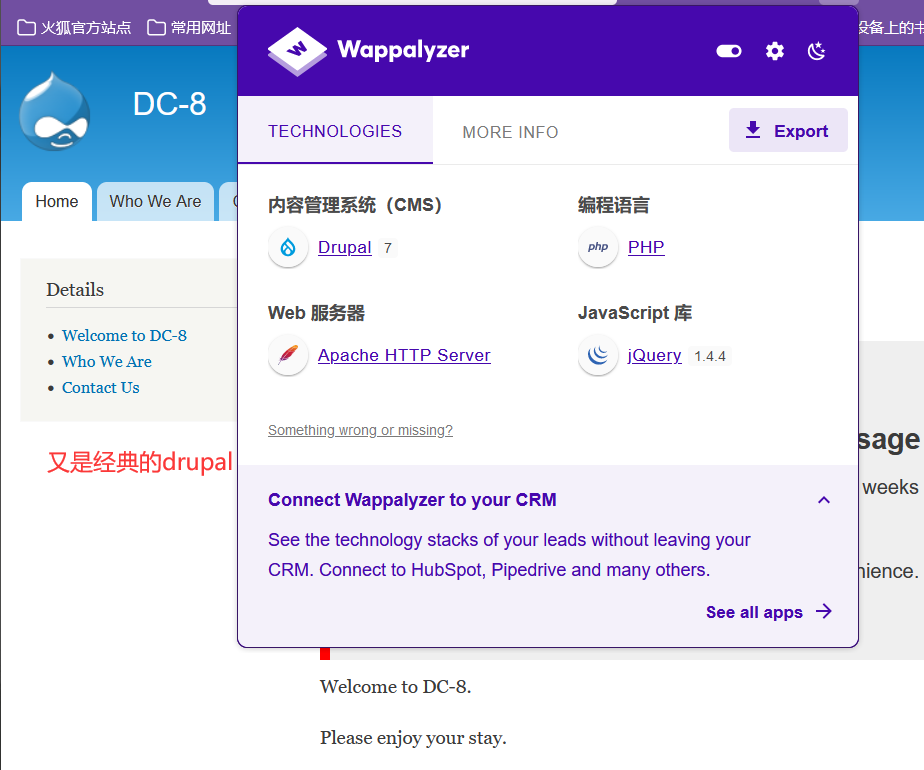 火狐官方站点 常用网址
Wappalyzer
DC-8
TECHNOLOGIES MORE INFO Export
Home Who We Are
内容管理系统（CMS） 编程语言
Drupal 7 php PHP
Details
Web 服务器 JavaScript 库
Welcome to DC-8
Apache HTTP Server jQuery 1.4.4
Who We Are
Contact Us
Something wrong or missing?
sage
又是经典的drupal
weeks
Connect Wappalyzer to your CRM
See the technology stacks of your leads without leaving your
CRM. Connect to HubSpot, Pipedrive and many others.
nience.
See all apps
Welcome to DC-8.
Please enjoy your stay.